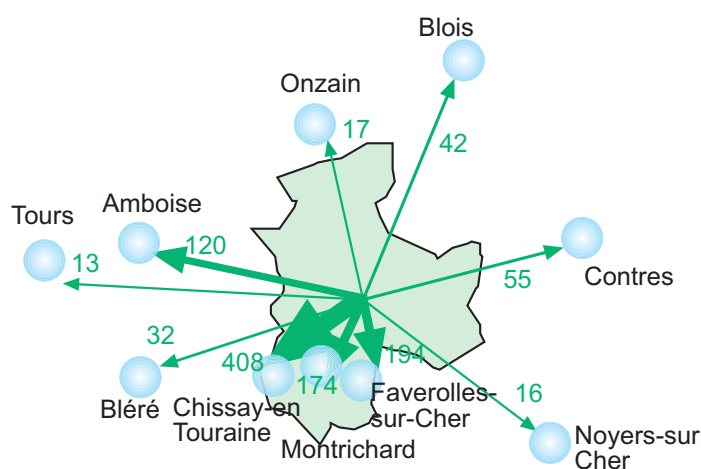 Blois
Onzain
17
42
Amboise
Tours
120
13
55
Contres
32
408
174
194
16
Bléré
Chissay-en
Touraine
Montrichard
Faverolles-
sur-Cher
Noyers-sur
Cher